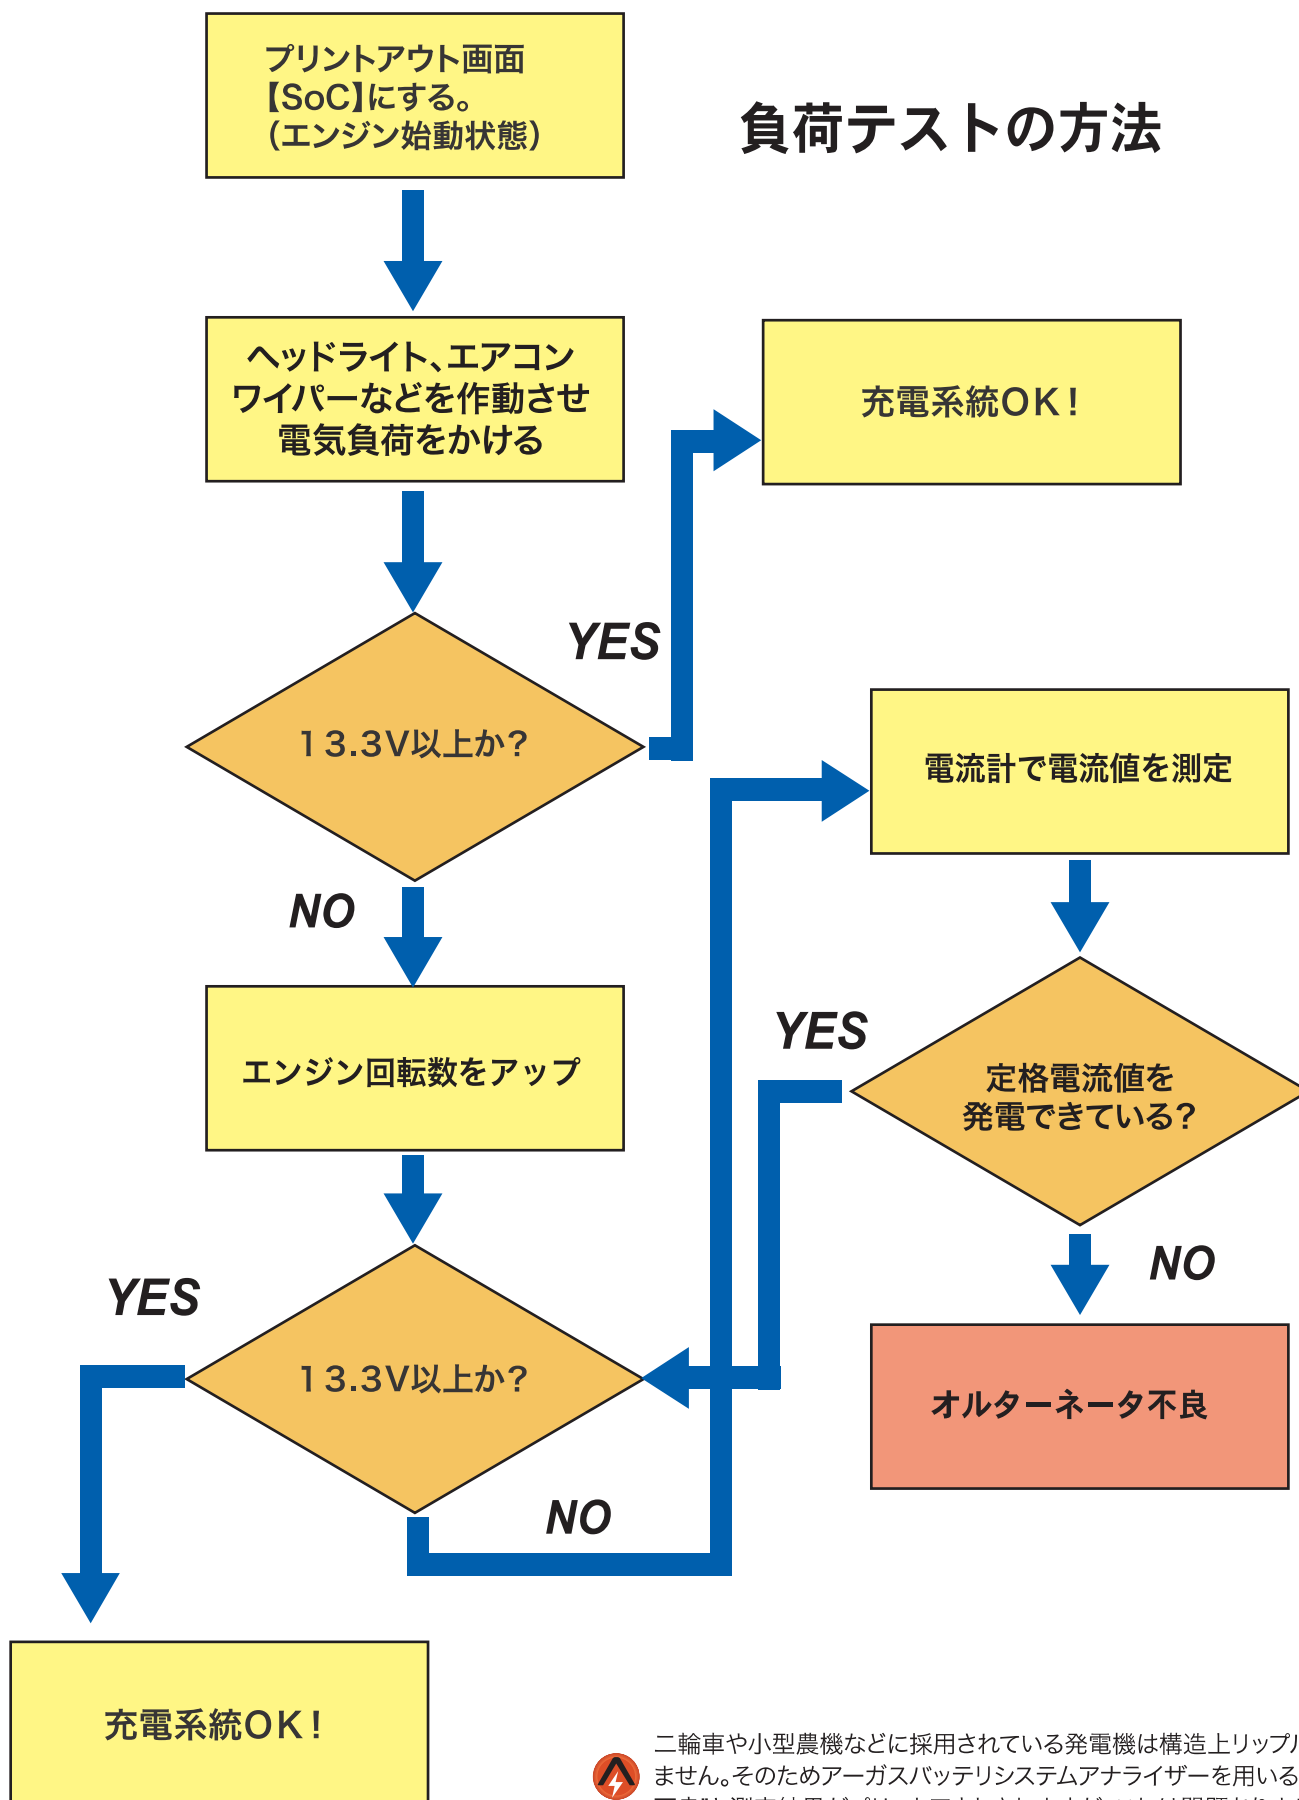 プリントアウト画面
【SoC】にする。
(エンジン始動状態)
負荷テストの方法
ヘッドライト、エアコン
ワイパーなどを作動させ
電気負荷をかける
充電系統OK!
YES
13.3V以上か?
電流計で電流値を測定
NO
エンジン回転数をアップ
YES
定格電流値を
発電できている?
NO
YES
13.3V以上か?
オルターネータ不良
NO
充電系統OK!
二輪車や小型農機などに採用されている発電機は構造上リップル
ません。そのためアーガスバッテリシステムアナライザーを用いる